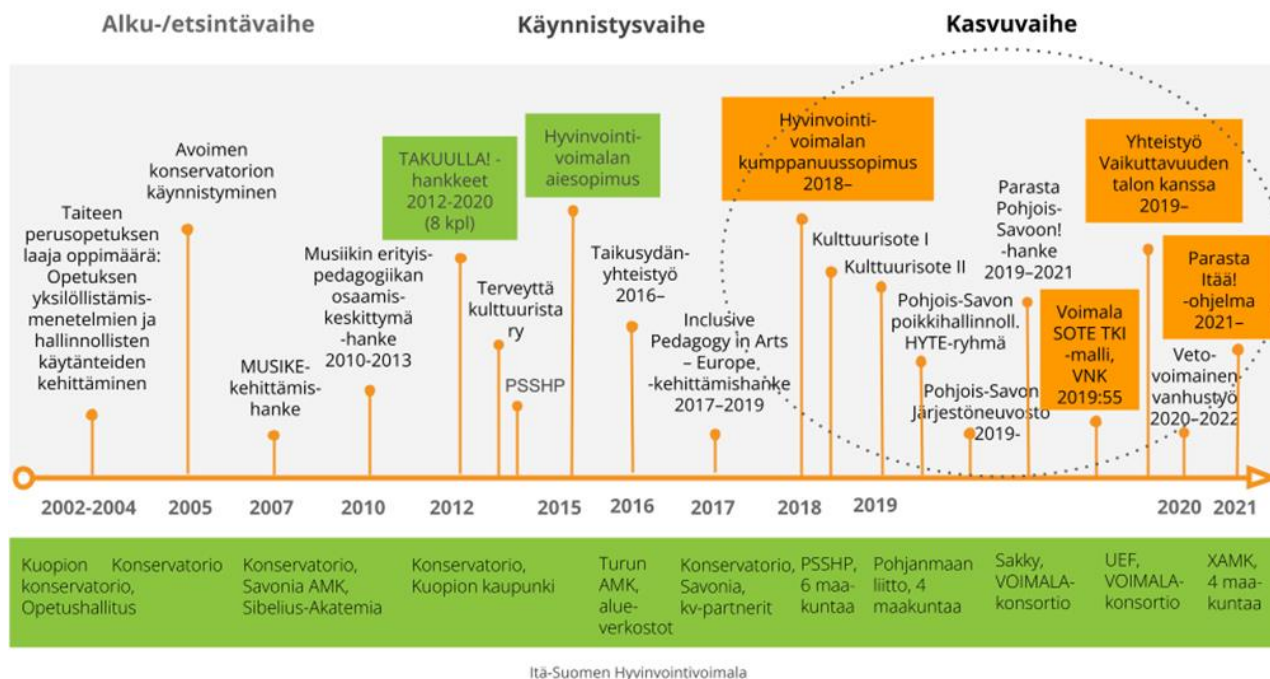 Alku-/etsintävaihe
Käynnistysvaihe
Kasvuvaihe
Taiteen
perusopetuksen
laaja oppimäärä:
Opetuksen
yksilöllistämis-
menetelmien ja
hallinnollisten
käytänteiden
kehittäminen
Avoimen
konservatorion
käynnistyminen
MUSIKE-
kehittämis-
hanke
Musiikin erityis-
pedagogiikan
osaamis-
keskittymä
-hanke
2010-2013
TAKUULLA! -
hankkeet
2012-2020
(8 kpl)
Terveyttä
kulttuurista
ry
PSSHP
Hyvinvointi-
voimalan
aiesopimus
Taikusydän-
yhteistyö
2016–
Inclusive
Pedagogy in Arts
– Europe,
-kehittämishanke
2017–2019
Hyvinvointi-
voimalan
kumppanuussopimus
2018–
Kulttuurisote I
Kulttuurisote II
Pohjois-Savon
poikkihallinnoll.
HYTE-ryhmä
Pohjois-Savon
Järjestöneuvosto
2019-
Parasta
Pohjois-
Savoon!
-hanke
2019–2021
Voimala
SOTE TKI
-malli,
VNK
2019:55
Yhteistyö
Vaikuttavuuden
talon kanssa
2019–
Veto-
voimainen
vanhustyö
2020–2022
Parasta
Itää!
-ohjelma
2021–
2002-2004
2005
2007
2010
2012
2015
2016
2017
2018
2019
2020
2021
Kuopion
konservatorio,
Opetushallitus
Konservatorio
Konservatorio,
Savonia AMK,
Sibelius-Akatemia
Konservatorio,
Kuopion kaupunki
Turun
AMK,
alue-
verkostot
Konservatorio,
Savonia,
kv-partnerit
PSSHP,
6 maa-
kuntaa
Pohjanmaan
liitto, 4
maakuntaa
Sakky,
VOIMALA-
konsortio
UEF,
VOIMALA-
konsortio
XAMK,
4 maa-
kuntaa
Itä-Suomen Hyvinvointivoimala